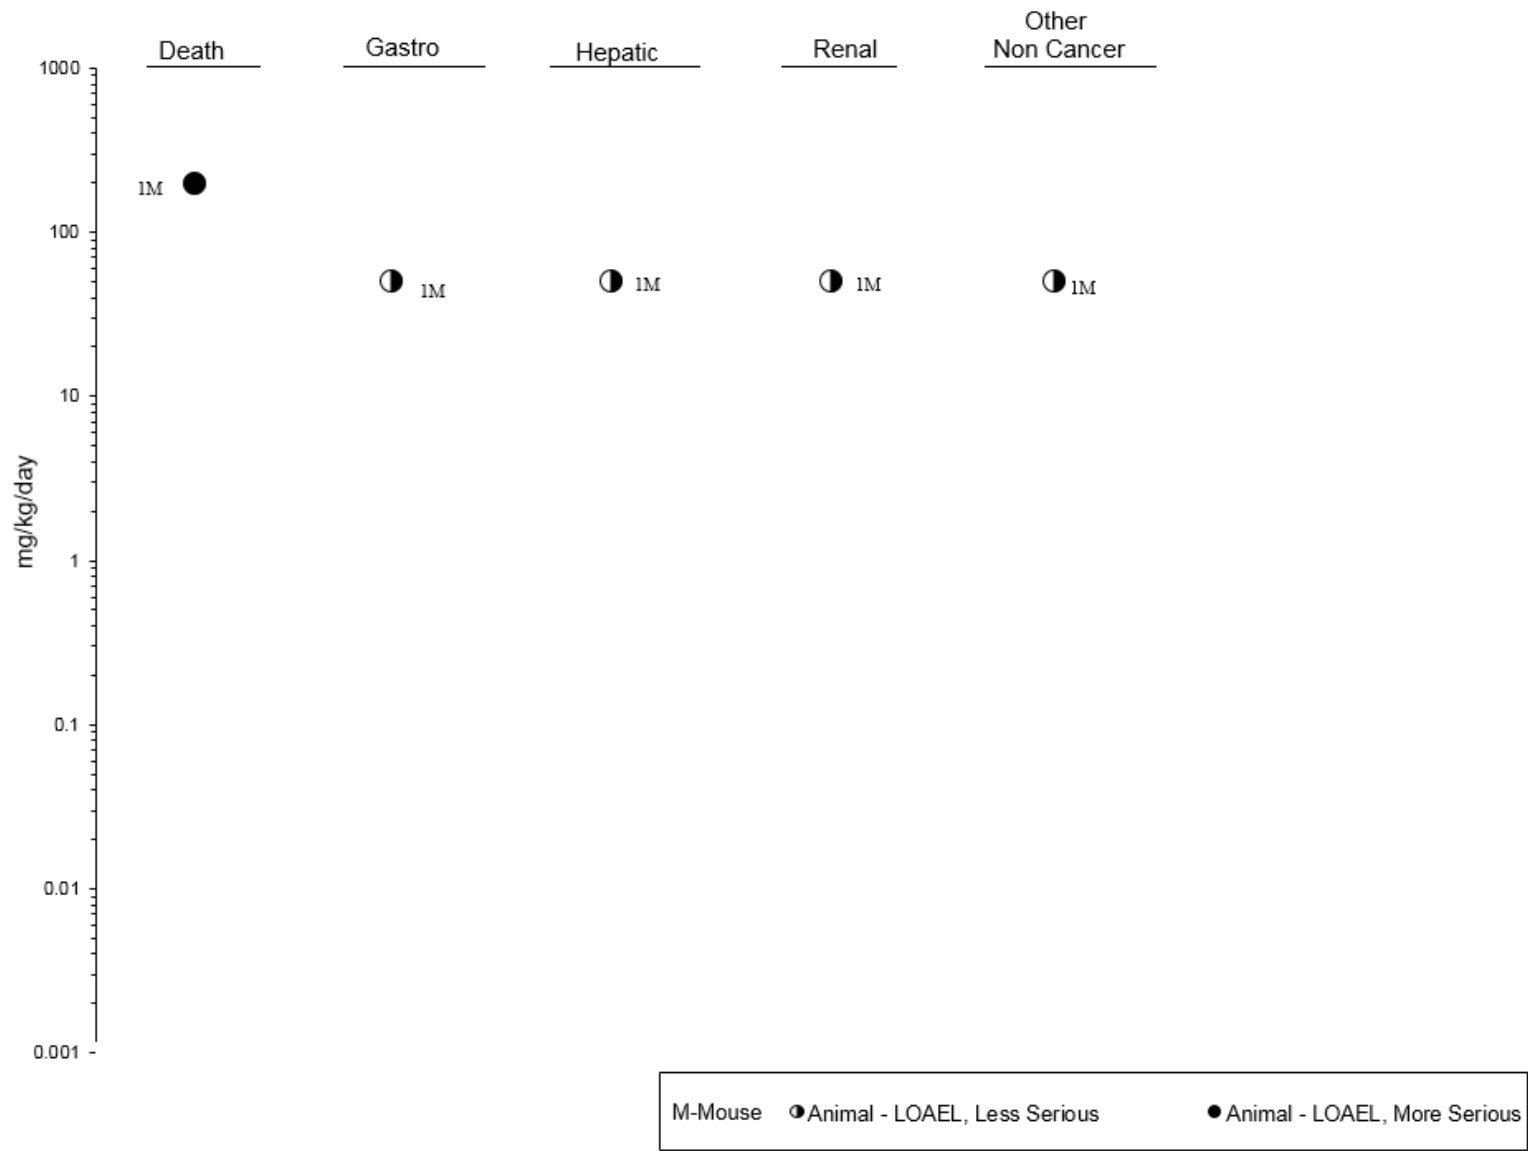 Death
Gastro
Hepatic
Renal
Other
Non Cancer
1000
1M
100
1M
1M
1M
1M
10
mg/kg/day
1
0.1
0.01
0.001
M-Mouse
Animal - LOAEL, Less Serious
Animal - LOAEL, More Serious